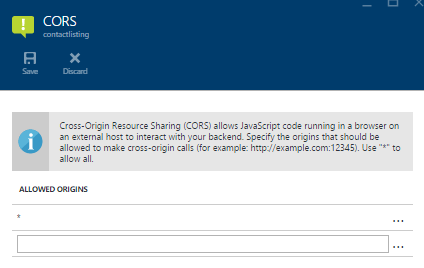 CORS
contactlisting
Save Discard
Cross-Origin Resource Sharing (CORS) allows JavaScript code running in a browser on
an external host to interact with your backend. Specify the origins that should be
allowed to make cross-origin calls (for example: http://example.com:12345). Use "*" to
allow all.
ALLOWED ORIGINS
* ...
...